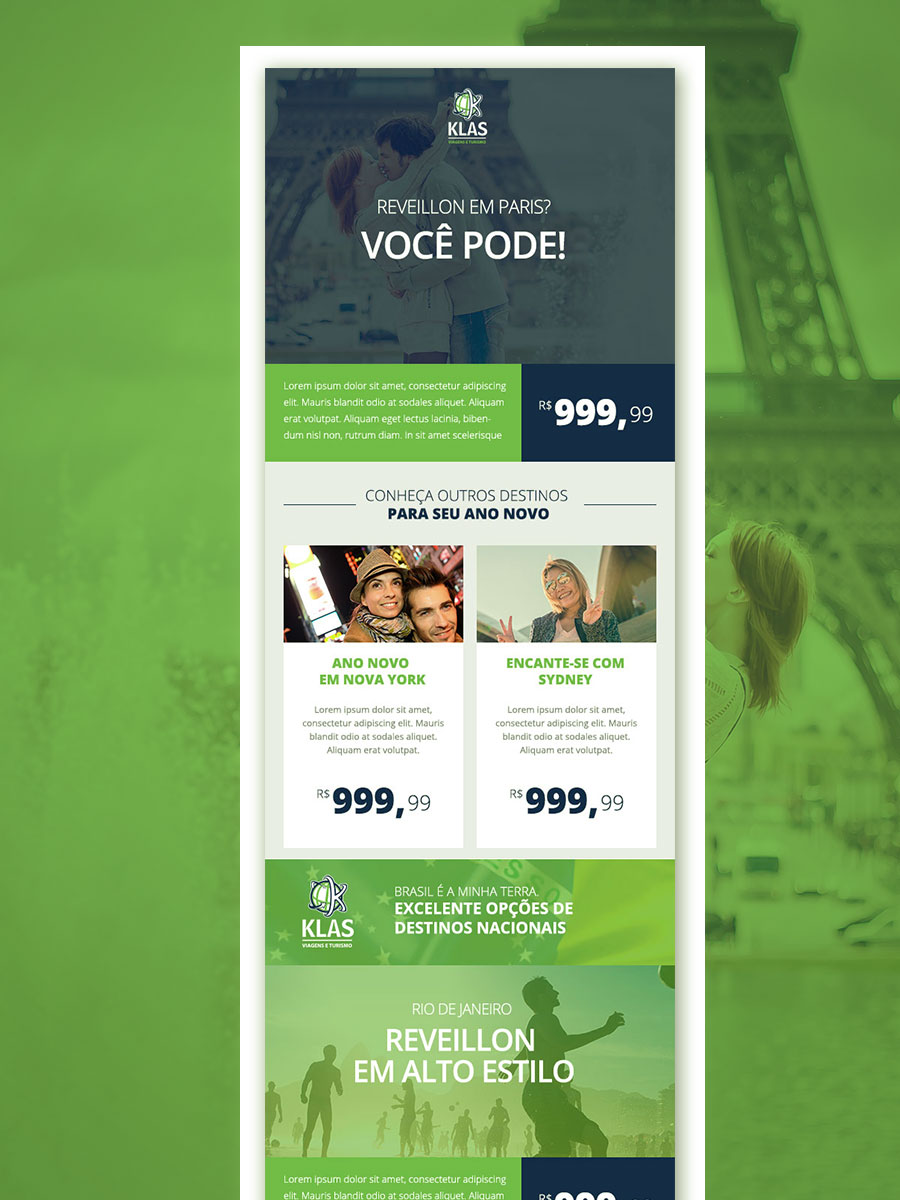 KLAS
VIAGENS E TURISMO
REVEILLON EM PARIS?
VOCÊ PODE!
Lorem ipsum dolor sit amet, consectetur adipiscing
elit. Mauris blandit odio at sodales aliquet. Aliquam
erat volutpat. Aliquam eget lectus lacinia, biben-
dum nisl non, rutrum diam. In sit amet scelerisque
R$ 999,99
CONHEÇA OUTROS DESTINOS
PARA SEU ANO NOVO
ANO NOVO
EM NOVA YORK
Lorem ipsum dolor sit amet,
consectetur adipiscing elit. Mauris
blandit odio at sodales aliquet.
Aliquam erat volutpat.
R$ 999,99
ENCANTE-SE COM
SYDNEY
Lorem ipsum dolor sit amet,
consectetur adipiscing elit. Mauris
blandit odio at sodales aliquet.
Aliquam erat volutpat.
R$ 999,99
KLAS
VIAGENS E TURISMO
BRASIL É A MINHA TERRA.
EXCELENTE OPÇÕES DE
DESTINOS NACIONAIS
RIO DE JANEIRO
REVEILLON
EM ALTO ESTILO
Lorem ipsum dolor sit amet, consectetur adipiscing
elit. Mauris blandit odio at sodales aliquet. Aliquam